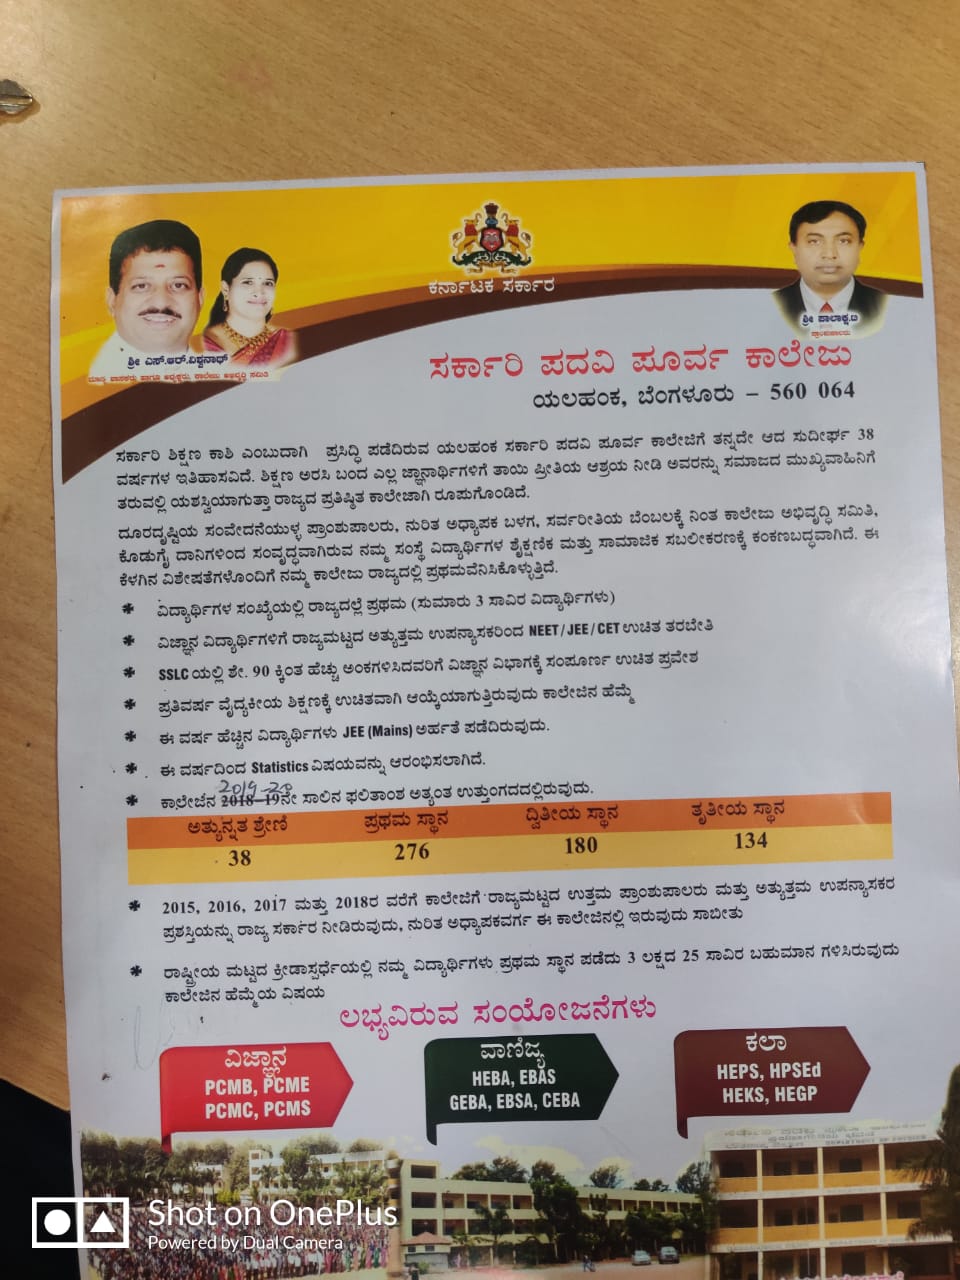 ಕರ್ನಾಟಕ ಸರ್ಕಾರ
ಶ್ರೀ ಎಸ್.ಆರ್.ವಿಶ್ವನಾಥ್
ಮಾನ್ಯ ಶಾಸಕರು ಹಾಗೂ ಅಧ್ಯಕ್ಷರು, ಕಾಲೇಜು ಅಭಿವೃದ್ಧಿ ಸಮಿತಿ
ಶ್ರೀ ಪಾಲಾಕ್ಷ.ಟಿ
ಪ್ರಾಂಶುಪಾಲರು
ಸರ್ಕಾರಿ ಪದವಿ ಪೂರ್ವ ಕಾಲೇಜು
ಯಲಹಂಕ, ಬೆಂಗಳೂರು – 560 064
ಸರ್ಕಾರಿ ಶಿಕ್ಷಣ ಕಾಶಿ ಎಂಬುದಾಗಿ ಪ್ರಸಿದ್ಧಿ ಪಡೆದಿರುವ ಯಲಹಂಕ ಸರ್ಕಾರಿ ಪದವಿ ಪೂರ್ವ ಕಾಲೇಜಿಗೆ ತನ್ನದೇ ಆದ ಸುದೀರ್ಘ 38
ವರ್ಷಗಳ ಇತಿಹಾಸವಿದೆ. ಶಿಕ್ಷಣ ಅರಸಿ ಬಂದ ಎಲ್ಲ ಜ್ಞಾನಾರ್ಥಿಗಳಿಗೆ ತಾಯಿ ಪ್ರೀತಿಯ ಆಶ್ರಯ ನೀಡಿ ಅವರನ್ನು ಸಮಾಜದ ಮುಖ್ಯವಾಹಿನಿಗೆ
ತರುವಲ್ಲಿ ಯಶಸ್ವಿಯಾಗುತ್ತಾ ರಾಜ್ಯದ ಪ್ರತಿಷ್ಠಿತ ಕಾಲೇಜಾಗಿ ರೂಪುಗೊಂಡಿದೆ.
ದೂರದೃಷ್ಟಿಯ ಸಂವೇದನೆಯುಳ್ಳ ಪ್ರಾಂಶುಪಾಲರು, ನುರಿತ ಅಧ್ಯಾಪಕ ಬಳಗ, ಸರ್ವರೀತಿಯ ಬೆಂಬಲಕ್ಕೆ ನಿಂತ ಕಾಲೇಜು ಅಭಿವೃದ್ಧಿ ಸಮಿತಿ,
ಕೊಡುಗೈ ದಾನಿಗಳಿಂದ ಸಂವೃದ್ಧವಾಗಿರುವ ನಮ್ಮ ಸಂಸ್ಥೆ ವಿದ್ಯಾರ್ಥಿಗಳ ಶೈಕ್ಷಣಿಕ ಮತ್ತು ಸಾಮಾಜಿಕ ಸಬಲೀಕರಣಕ್ಕೆ ಕಂಕಣಬದ್ಧವಾಗಿದೆ. ಈ
ಕೆಳಗಿನ ವಿಶೇಷತೆಗಳೊಂದಿಗೆ ನಮ್ಮ ಕಾಲೇಜು ರಾಜ್ಯದಲ್ಲಿ ಪ್ರಥಮವೆನಿಸಿಕೊಳ್ಳುತ್ತಿದೆ.
* ವಿದ್ಯಾರ್ಥಿಗಳ ಸಂಖ್ಯೆಯಲ್ಲಿ ರಾಜ್ಯದಲ್ಲೆ ಪ್ರಥಮ (ಸುಮಾರು 3 ಸಾವಿರ ವಿದ್ಯಾರ್ಥಿಗಳು)
* ವಿಜ್ಞಾನ ವಿದ್ಯಾರ್ಥಿಗಳಿಗೆ ರಾಜ್ಯಮಟ್ಟದ ಅತ್ಯುತ್ತಮ ಉಪನ್ಯಾಸಕರಿಂದ NEET/JEE/CET ಉಚಿತ ತರಬೇತಿ
* SSLC ಯಲ್ಲಿ ಶೇ. 90 ಕ್ಕಿಂತ ಹೆಚ್ಚು ಅಂಕಗಳಿಸಿದವರಿಗೆ ವಿಜ್ಞಾನ ವಿಭಾಗಕ್ಕೆ ಸಂಪೂರ್ಣ ಉಚಿತ ಪ್ರವೇಶ
* ಪ್ರತಿವರ್ಷ ವೈದ್ಯಕೀಯ ಶಿಕ್ಷಣಕ್ಕೆ ಉಚಿತವಾಗಿ ಆಯ್ಕೆಯಾಗುತ್ತಿರುವುದು ಕಾಲೇಜಿನ ಹೆಮ್ಮೆ
* ಈ ವರ್ಷ ಹೆಚ್ಚಿನ ವಿದ್ಯಾರ್ಥಿಗಳು JEE (Mains) ಅರ್ಹತೆ ಪಡೆದಿರುವುದು.
* ಈ ವರ್ಷದಿಂದ Statistics ವಿಷಯವನ್ನು ಆರಂಭಿಸಲಾಗಿದೆ.
2019-20
* ಕಾಲೇಜಿನ 2018-19ನೇ ಸಾಲಿನ ಫಲಿತಾಂಶ ಅತ್ಯಂತ ಉತ್ತುಂಗದದಲ್ಲಿರುವುದು.
ಅತ್ಯುನ್ನತ ಶ್ರೇಣಿ ಪ್ರಥಮ ಸ್ಥಾನ ದ್ವಿತೀಯ ಸ್ಥಾನ ತೃತೀಯ ಸ್ಥಾನ
38 276 180 134
* 2015, 2016, 2017 ಮತ್ತು 2018ರ ವರೆಗೆ ಕಾಲೇಜಿಗೆ ರಾಜ್ಯಮಟ್ಟದ ಉತ್ತಮ ಪ್ರಾಂಶುಪಾಲರು ಮತ್ತು ಅತ್ಯುತ್ತಮ ಉಪನ್ಯಾಸಕರ
ಪ್ರಶಸ್ತಿಯನ್ನು ರಾಜ್ಯ ಸರ್ಕಾರ ನೀಡಿರುವುದು, ನುರಿತ ಅಧ್ಯಾಪಕವರ್ಗ ಈ ಕಾಲೇಜಿನಲ್ಲಿ ಇರುವುದು ಸಾಬೀತು
* ರಾಷ್ಟ್ರೀಯ ಮಟ್ಟದ ಕ್ರೀಡಾಸ್ಪರ್ಧೆಯಲ್ಲಿ ನಮ್ಮ ವಿದ್ಯಾರ್ಥಿಗಳು ಪ್ರಥಮ ಸ್ಥಾನ ಪಡೆದು 3 ಲಕ್ಷದ 25 ಸಾವಿರ ಬಹುಮಾನ ಗಳಿಸಿರುವುದು
ಕಾಲೇಜಿನ ಹೆಮ್ಮೆಯ ವಿಷಯ
ಲಭ್ಯವಿರುವ ಸಂಯೋಜನೆಗಳು
ವಿಜ್ಞಾನ
PCMB, PCME
PCMC, PCMS
ವಾಣಿಜ್ಯ
HEBA, EBAS
GEBA, EBSA, CEBA
ಕಲಾ
HEPS, HPSEd
HEKS, HEGP
Shot on OnePlus
Powered by Dual Camera